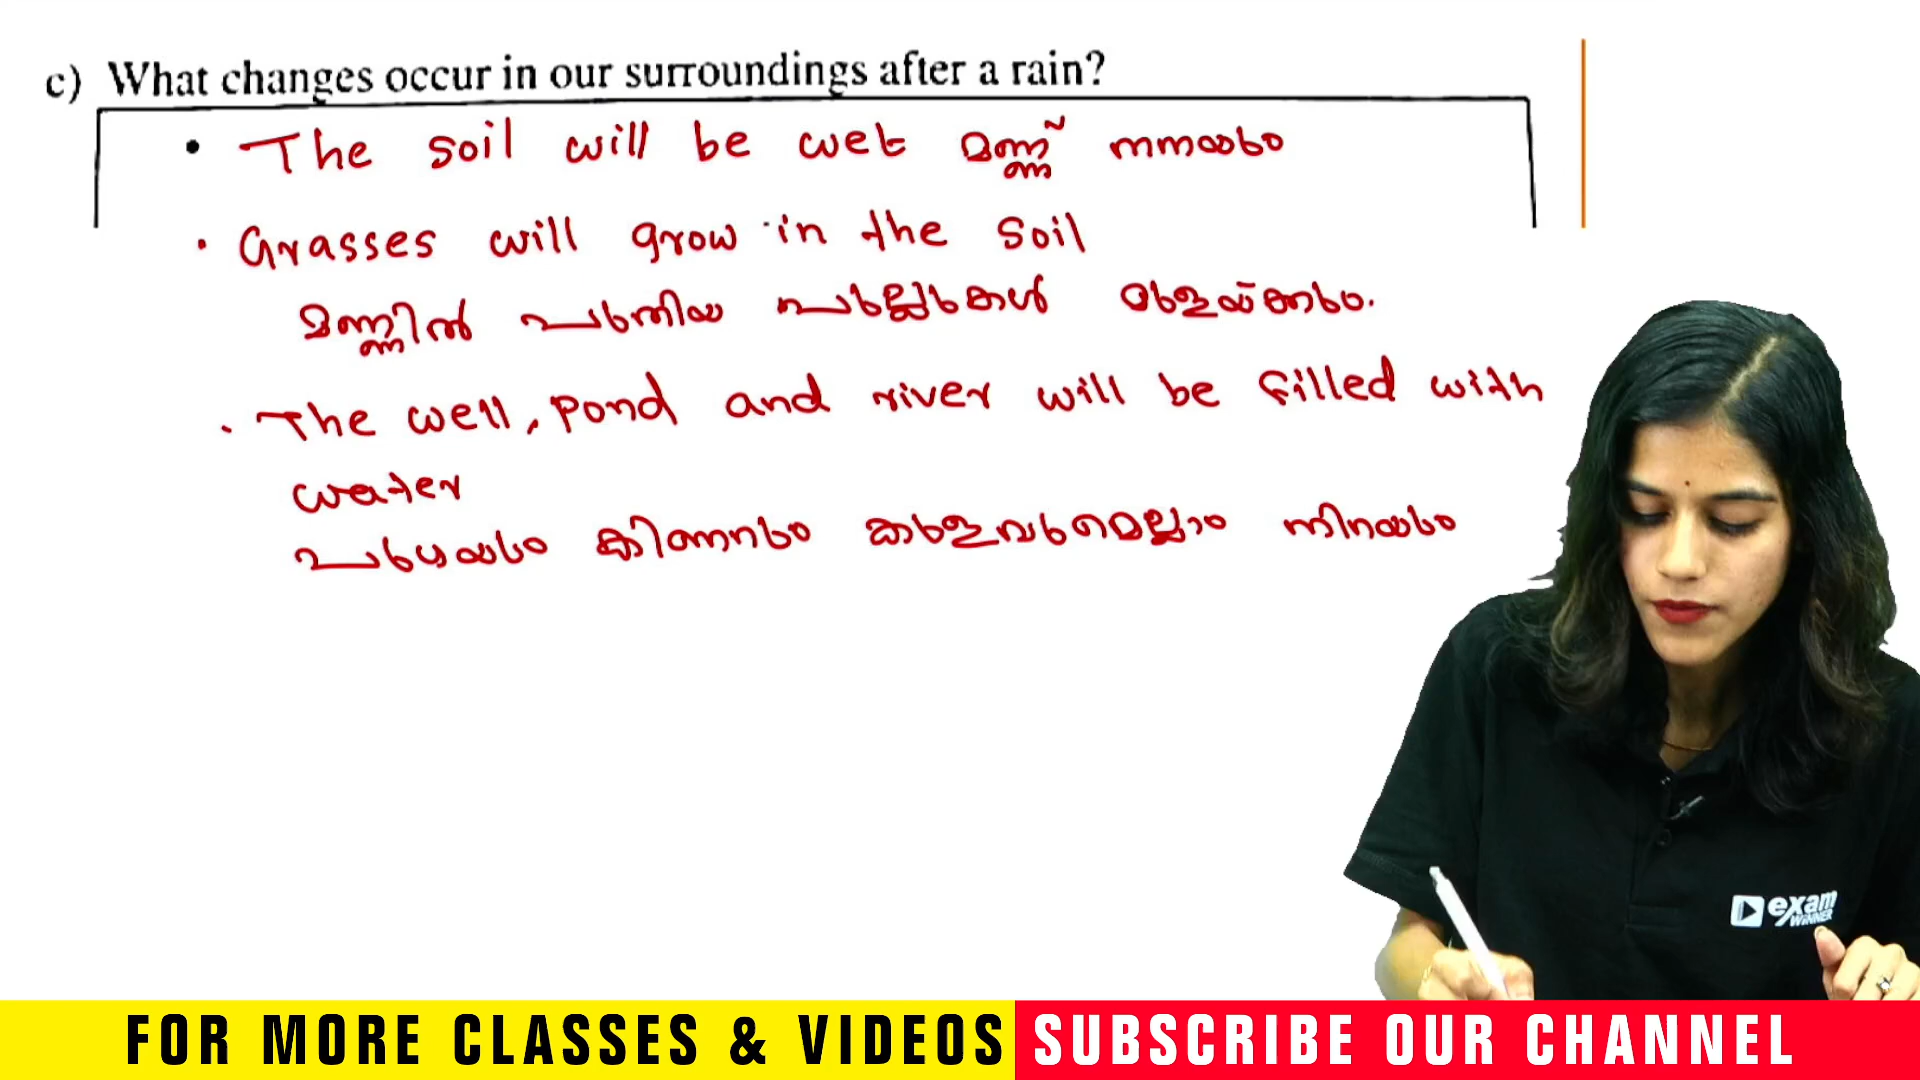 c) What changes occur in our surroundings after a rain?
• The soil will be wet മണ്ണ് നനയും
• Grasses will grow in the soil
മണ്ണിൽ പുതിയ പുല്ലുകൾ മുളയ്ക്കും.
• The well, pond and river will be filled with
water
പുഴയും കിണറും കുളവുമെല്ലാം നിറയും
exam
WINNER
FOR MORE CLASSES & VIDEOS SUBSCRIBE OUR CHANNEL